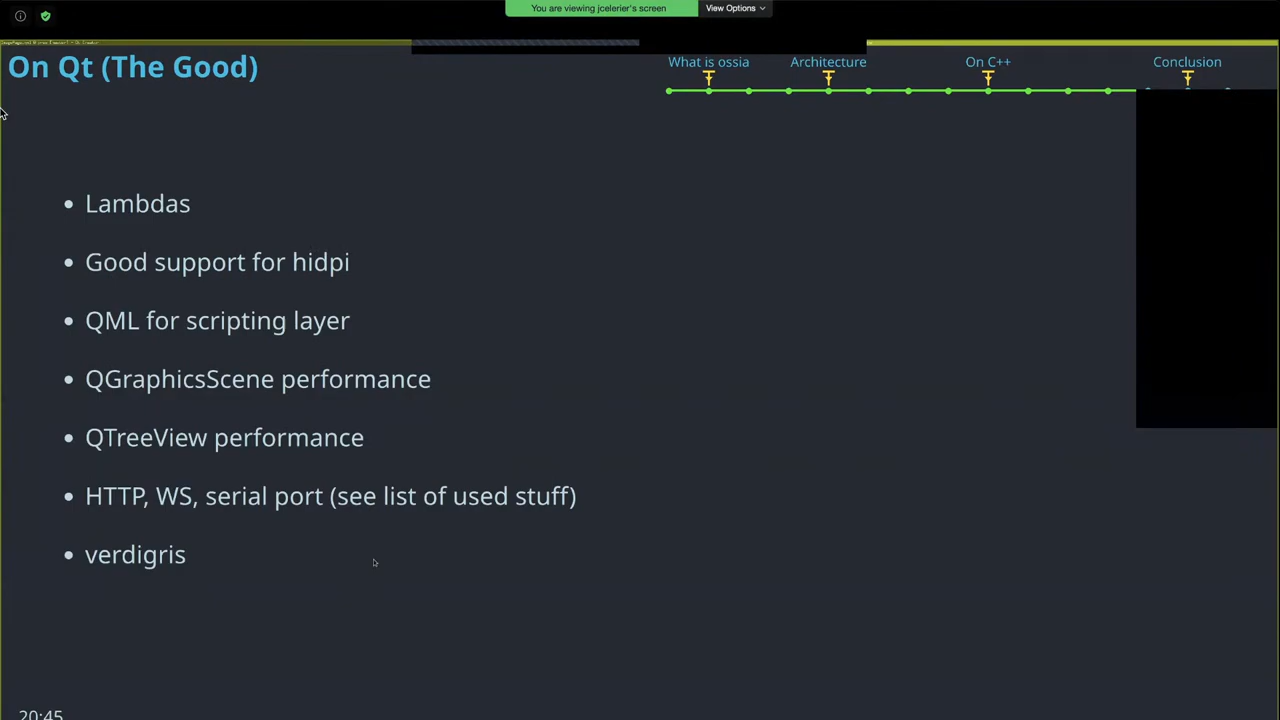 You are viewing jcelerier's screen
View Options
On Qt (The Good)
What is ossia
Architecture
On C++
Conclusion
• Lambdas
• Good support for hidpi
• QML for scripting layer
• QGraphicsScene performance
• QTreeView performance
• HTTP, WS, serial port (see list of used stuff)
• verdigris
20:45